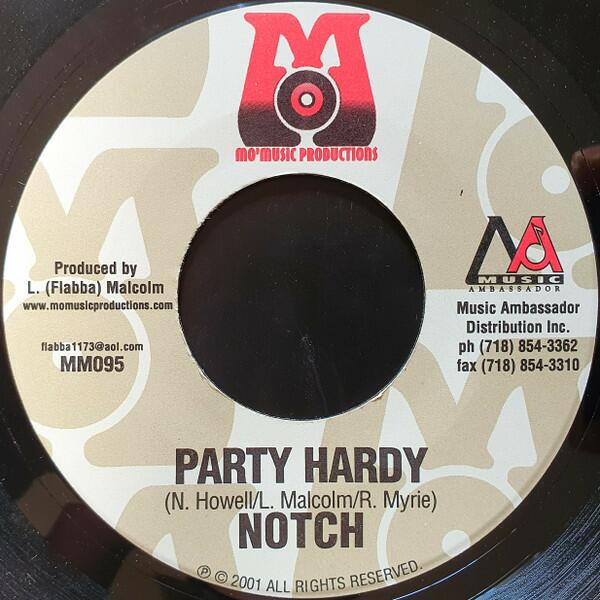 MO'MUSIC PRODUCTIONS
Produced by
L. (Flabba) Malcolm
www.momusicproductions.com
flabba1173@aol.com
MM095
MUSIC
AMBASSADOR
Music Ambassador
Distribution Inc.
ph (718) 854-3362
fax (718) 854-3310
PARTY HARDY
(N. Howell/L. Malcolm/R. Myrie)
NOTCH
℗ © 2001 ALL RIGHTS RESERVED.